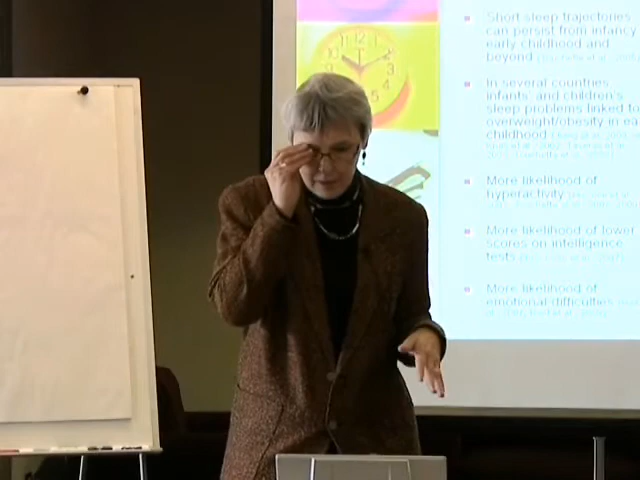 Short sleep trajectories
can persist from infancy
early childhood and
beyond
In several countries,
infants' and children's
sleep problems linked to
overweight/obesity in ea
childhood
More likelihood of
hyperactivity
More likelihood of lower
scores on intelligence
tests
More likelihood of
emotional difficulties